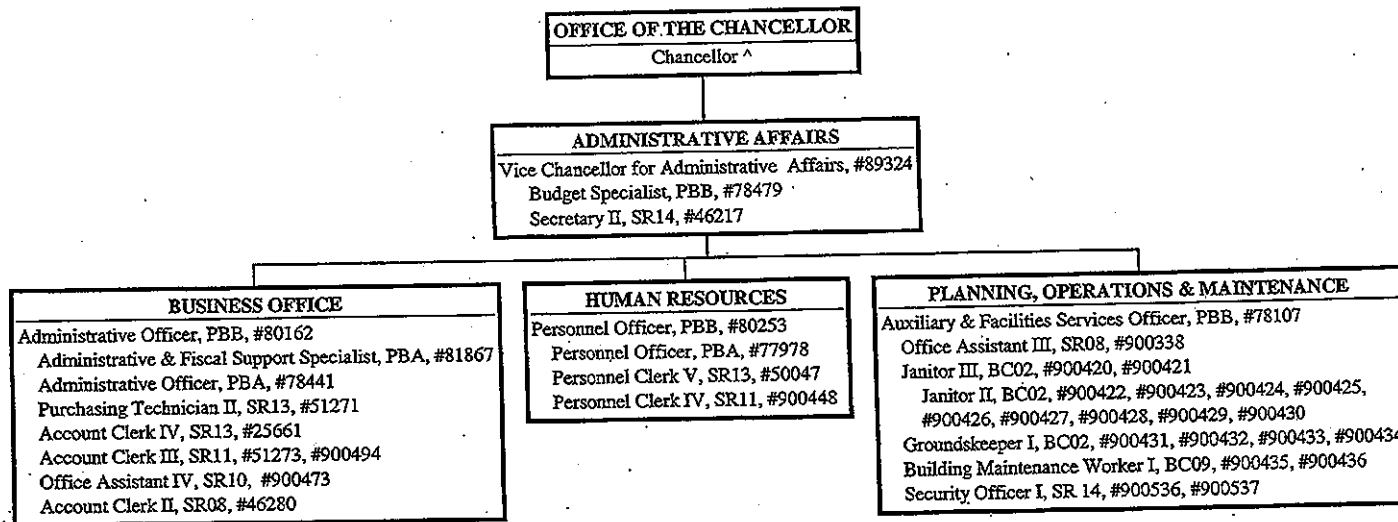 OFFICE OF THE CHANCELLOR
Chancellor ^
ADMINISTRATIVE AFFAIRS
Vice Chancellor for Administrative Affairs, #89324
Budget Specialist, PBB, #78479
Secretary II, SR14, #46217
BUSINESS OFFICE
Administrative Officer, PBB, #80162
Administrative & Fiscal Support Specialist, PBA, #81867
Administrative Officer, PBA, #78441
Purchasing Technician II, SR13, #51271
Account Clerk IV, SR13, #25661
Account Clerk III, SR11, #51273, #900494
Office Assistant IV, SR10, #900473
Account Clerk II, SR08, #46280
HUMAN RESOURCES
Personnel Officer, PBB, #80253
Personnel Officer, PBA, #77978
Personnel Clerk V, SR13, #50047
Personnel Clerk IV, SR11, #900448
PLANNING, OPERATIONS & MAINTENANCE
Auxiliary & Facilities Services Officer, PBB, #78107
Office Assistant III, SR08, #900338
Janitor III, BC02, #900420, #900421
Janitor II, BC02, #900422, #900423, #900424, #900425,
#900426, #900427, #900428, #900429, #900430
Groundskeeper I, BC02, #900431, #900432, #900433, #900434
Building Maintenance Worker I, BC09, #900435, #900436
Security Officer I, SR 14, #900536, #900537